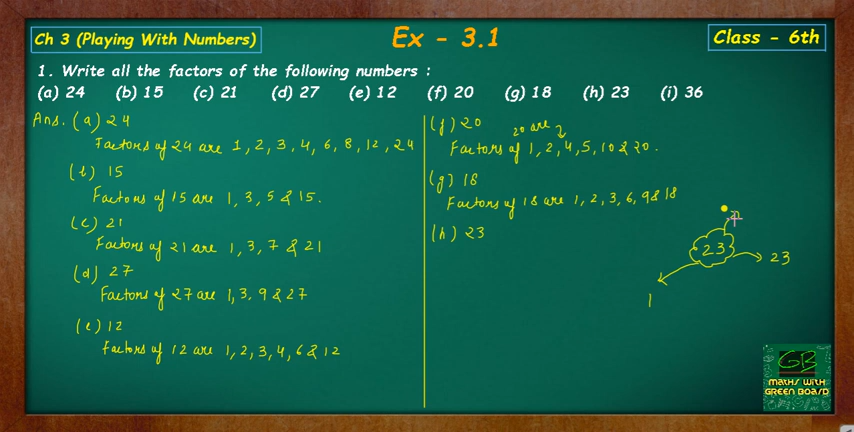 Ch 3 (Playing With Numbers)
Ex - 3.1
Class - 6th
1. Write all the factors of the following numbers :
(a) 24 (b) 15 (c) 21 (d) 27 (e) 12 (f) 20 (g) 18 (h) 23 (i) 36
Ans. (a) 24
Factors of 24 are 1, 2, 3, 4, 6, 8, 12, 24
(b) 15
Factors of 15 are 1, 3, 5 & 15.
(c) 21
Factors of 21 are 1, 3, 7 & 21
(d) 27
Factors of 27 are 1, 3, 9 & 27
(e) 12
Factors of 12 are 1, 2, 3, 4, 6 & 12
(f) 20
20 are
Factors of 1, 2, 4, 5, 10 & 20.
(g) 18
Factors of 18 are 1, 2, 3, 6, 9 & 18
(h) 23
23
23
1
GB
MATHS WITH
GREEN BOARD